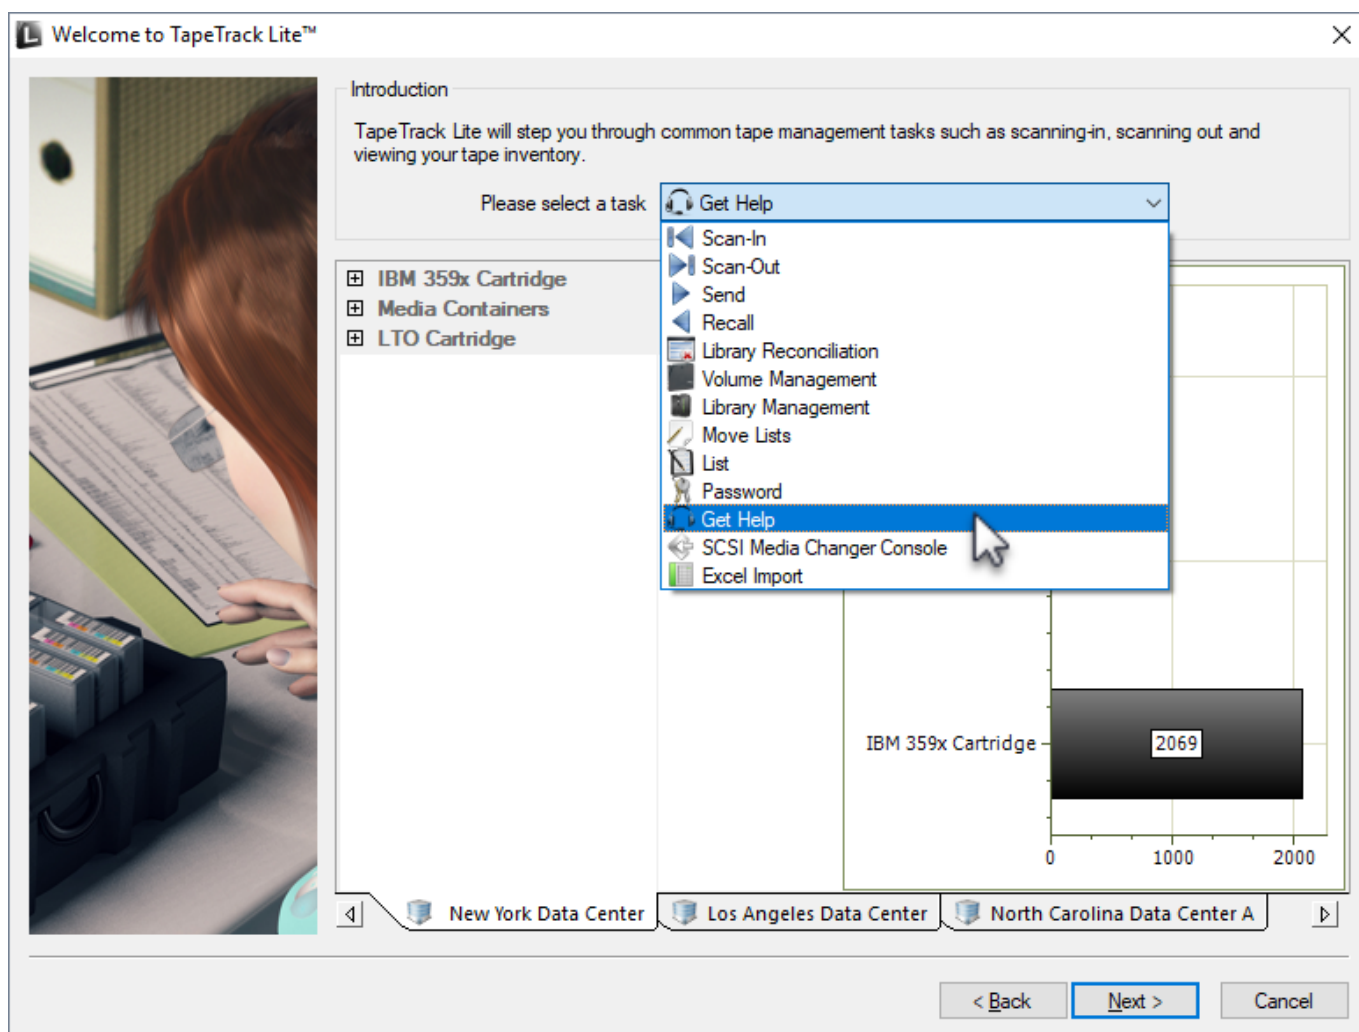 Welcome to TapeTrack Lite™
Introduction
TapeTrack Lite will step you through common tape management tasks such as scanning-in, scanning out and
viewing your tape inventory.
Please select a task
Get Help
Scan-In
Scan-Out
Send
Recall
Library Reconciliation
Volume Management
Library Management
Move Lists
List
Password
Get Help
SCSI Media Changer Console
Excel Import
IBM 359x Cartridge
Media Containers
LTO Cartridge
IBM 359x Cartridge
2069
0 1000 2000
New York Data Center
Los Angeles Data Center
North Carolina Data Center A
< Back
Next >
Cancel